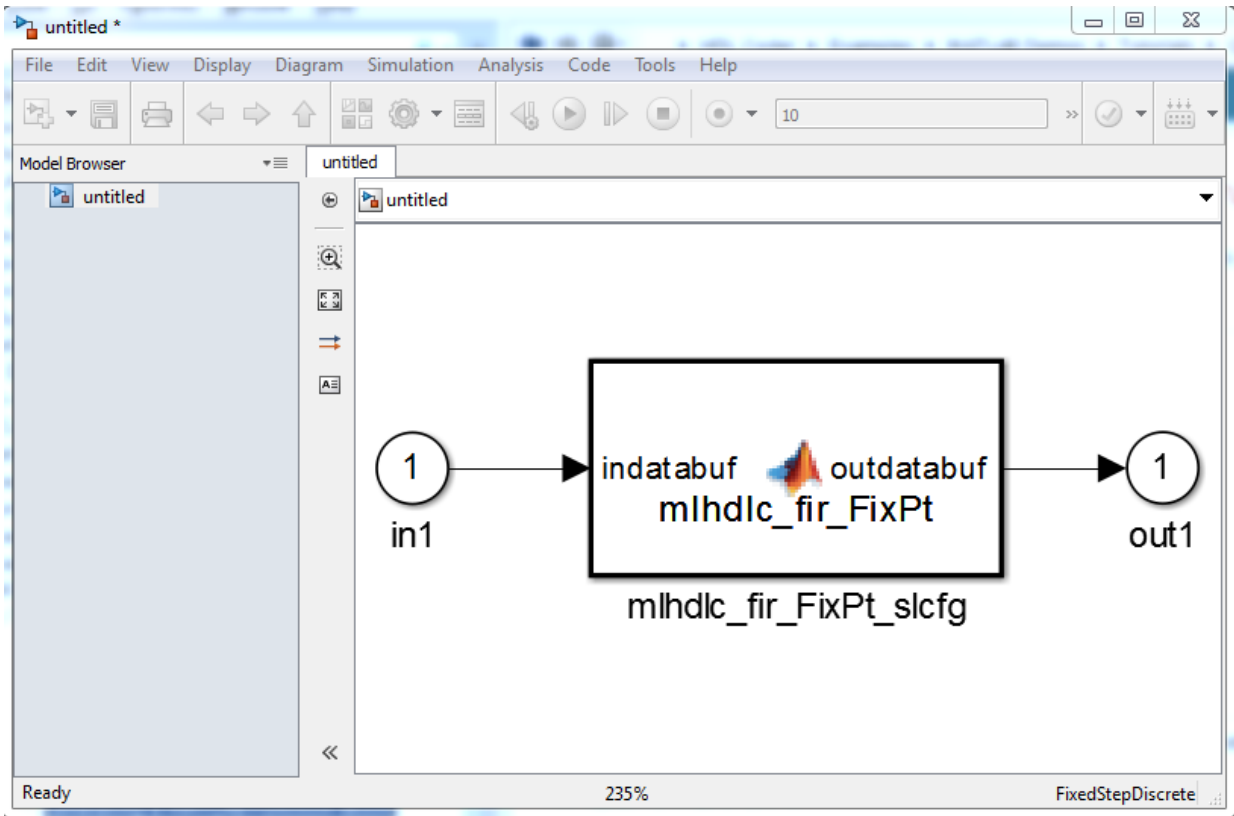 untitled *
File Edit View Display Diagram Simulation Analysis Code Tools Help
10
Model Browser
untitled
untitled
untitled
1
indatabuf
outdatabuf
1
mlhdlc_fir_FixPt
in1
out1
mlhdlc_fir_FixPt_slcfg
Ready
235%
FixedStepDiscrete